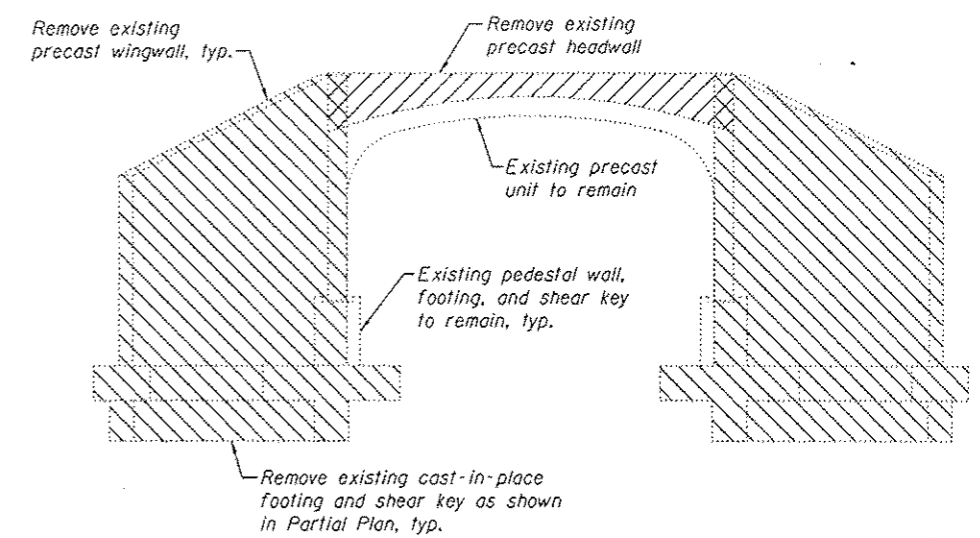 Remove existing
precast wingwall, typ.
Remove existing
precast headwall
Existing precast
unit to remain
Existing pedestal wall,
footing, and shear key
to remain, typ.
Remove existing cast-in-place
footing and shear key as shown
in Partial Plan, typ.